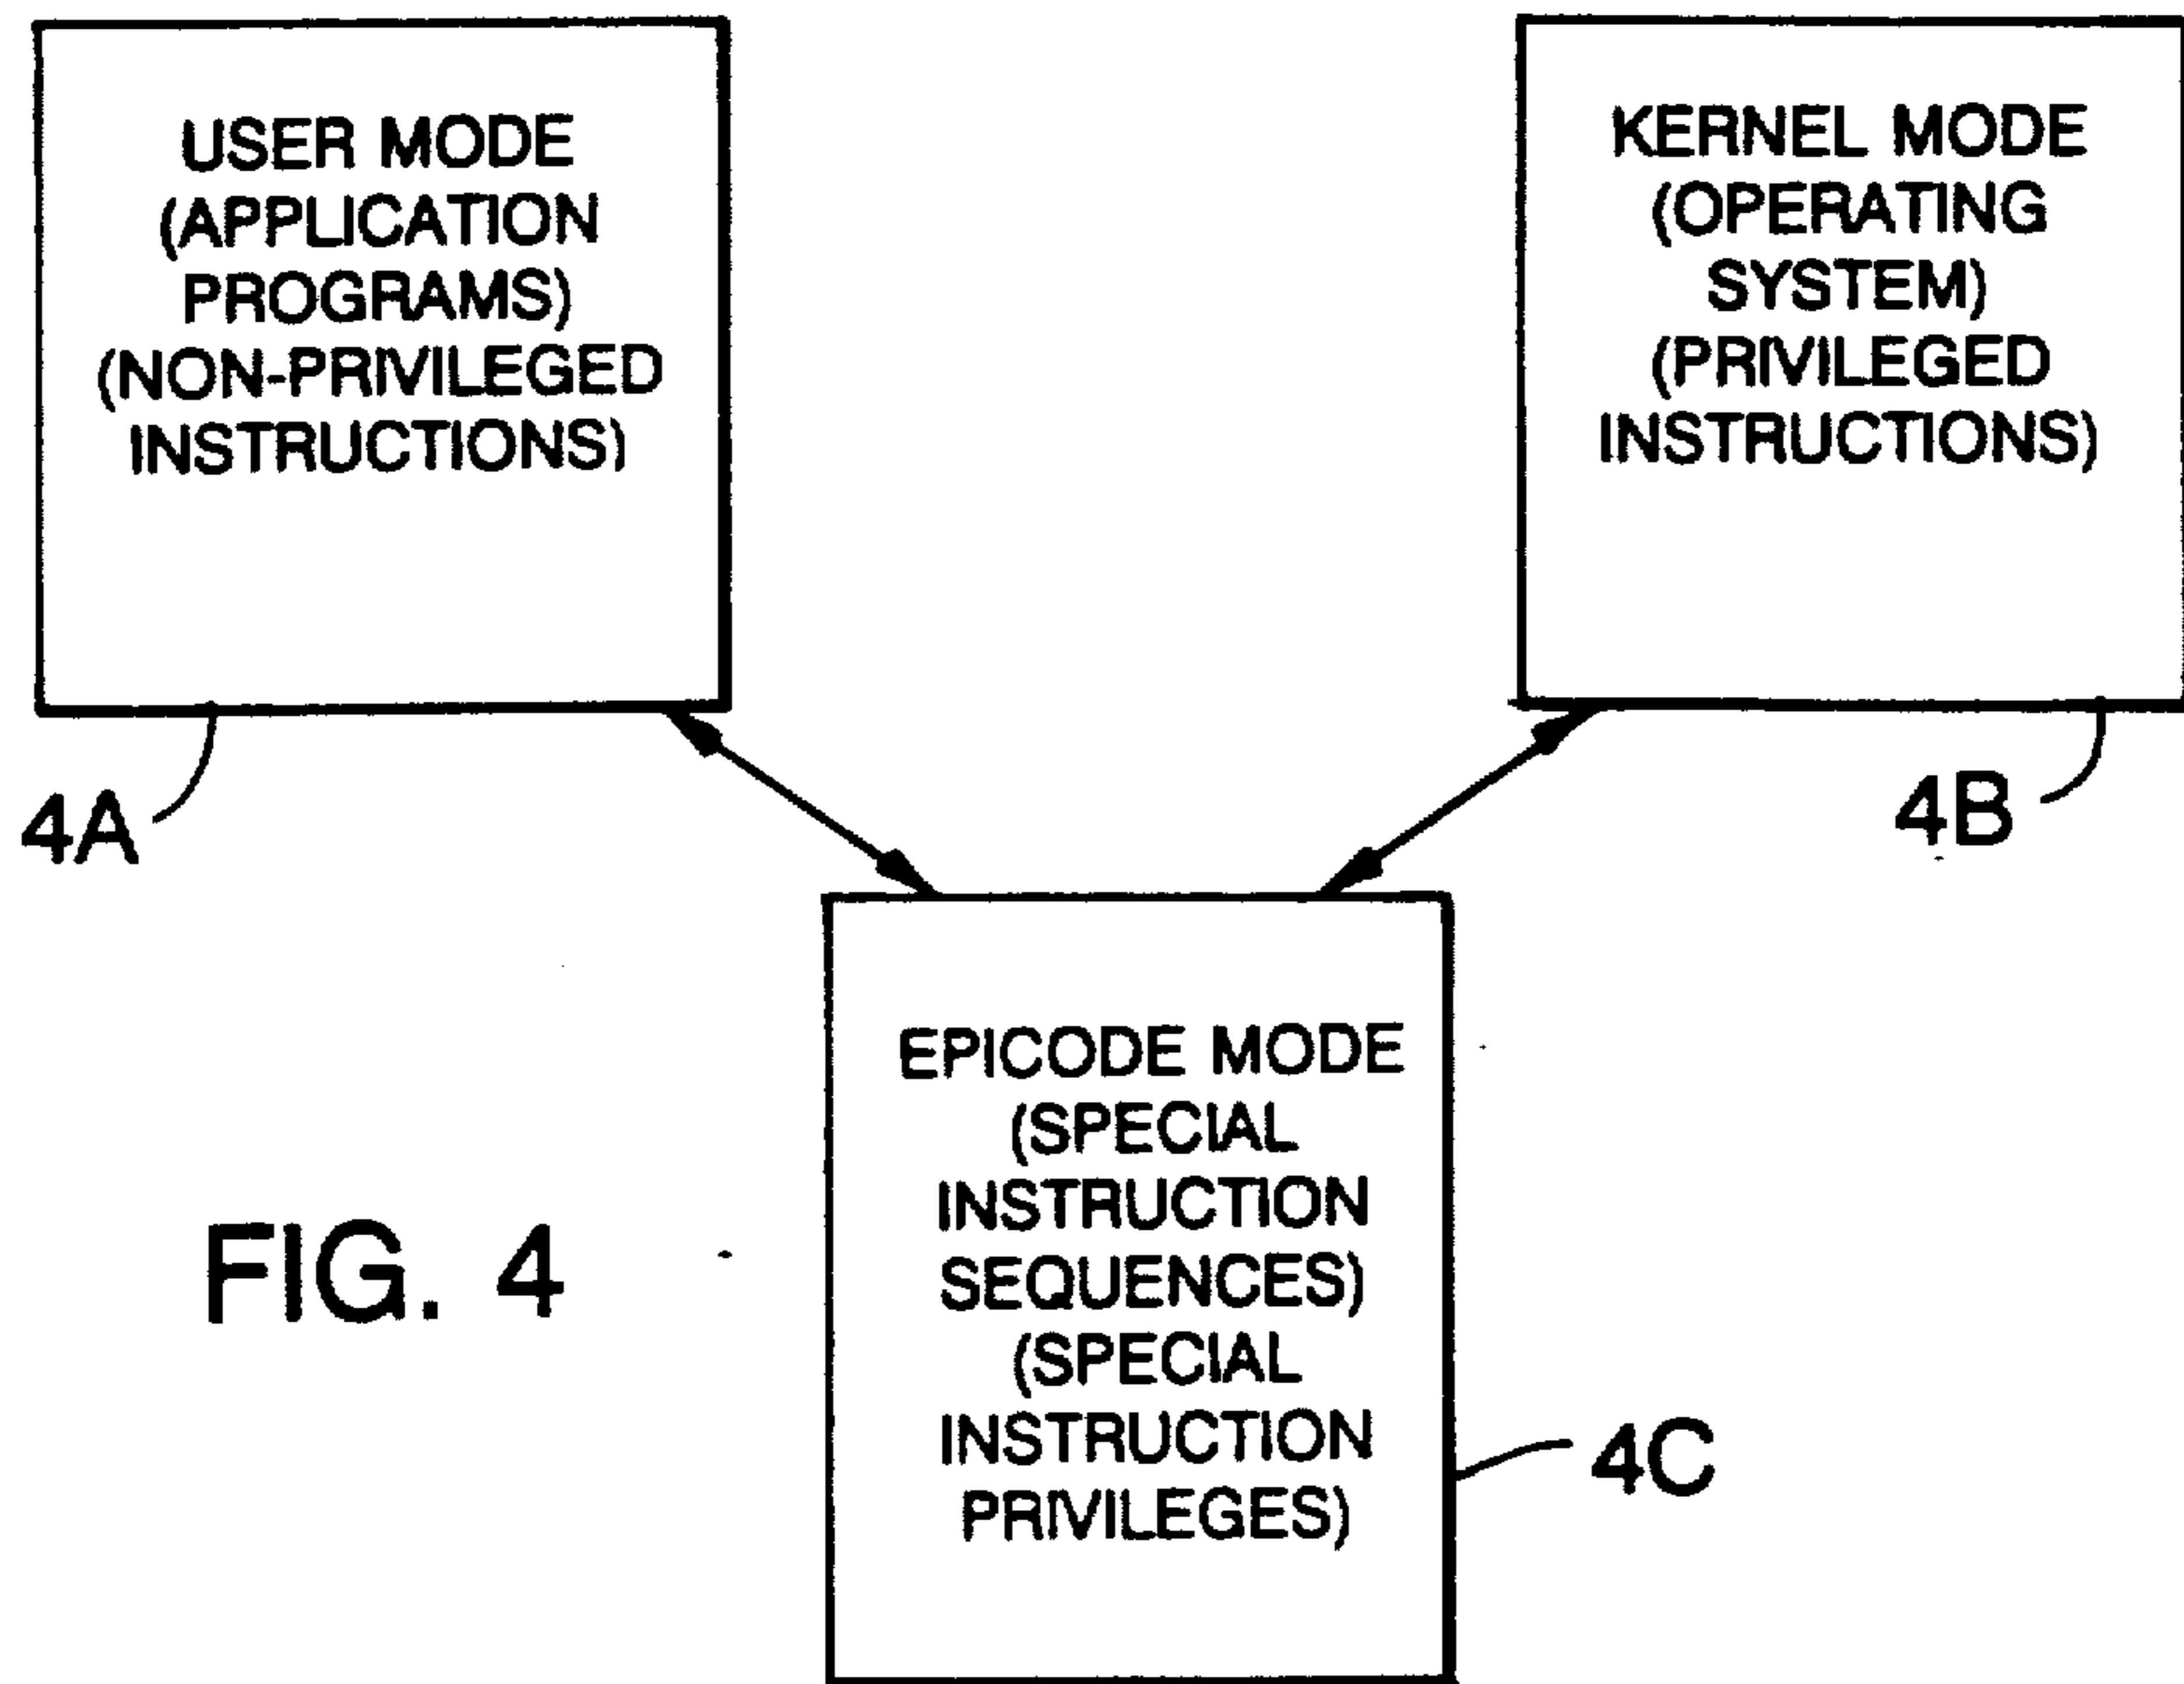 USER MODE
(APPLICATION
PROGRAMS)
(NON-PRIVILEGED
INSTRUCTIONS)
KERNEL MODE
(OPERATING
SYSTEM)
(PRIVILEGED
INSTRUCTIONS)
4A
4B
EPICODE MODE
(SPECIAL
INSTRUCTION
SEQUENCES)
(SPECIAL
INSTRUCTION
PRIVILEGES)
4C
FIG. 4